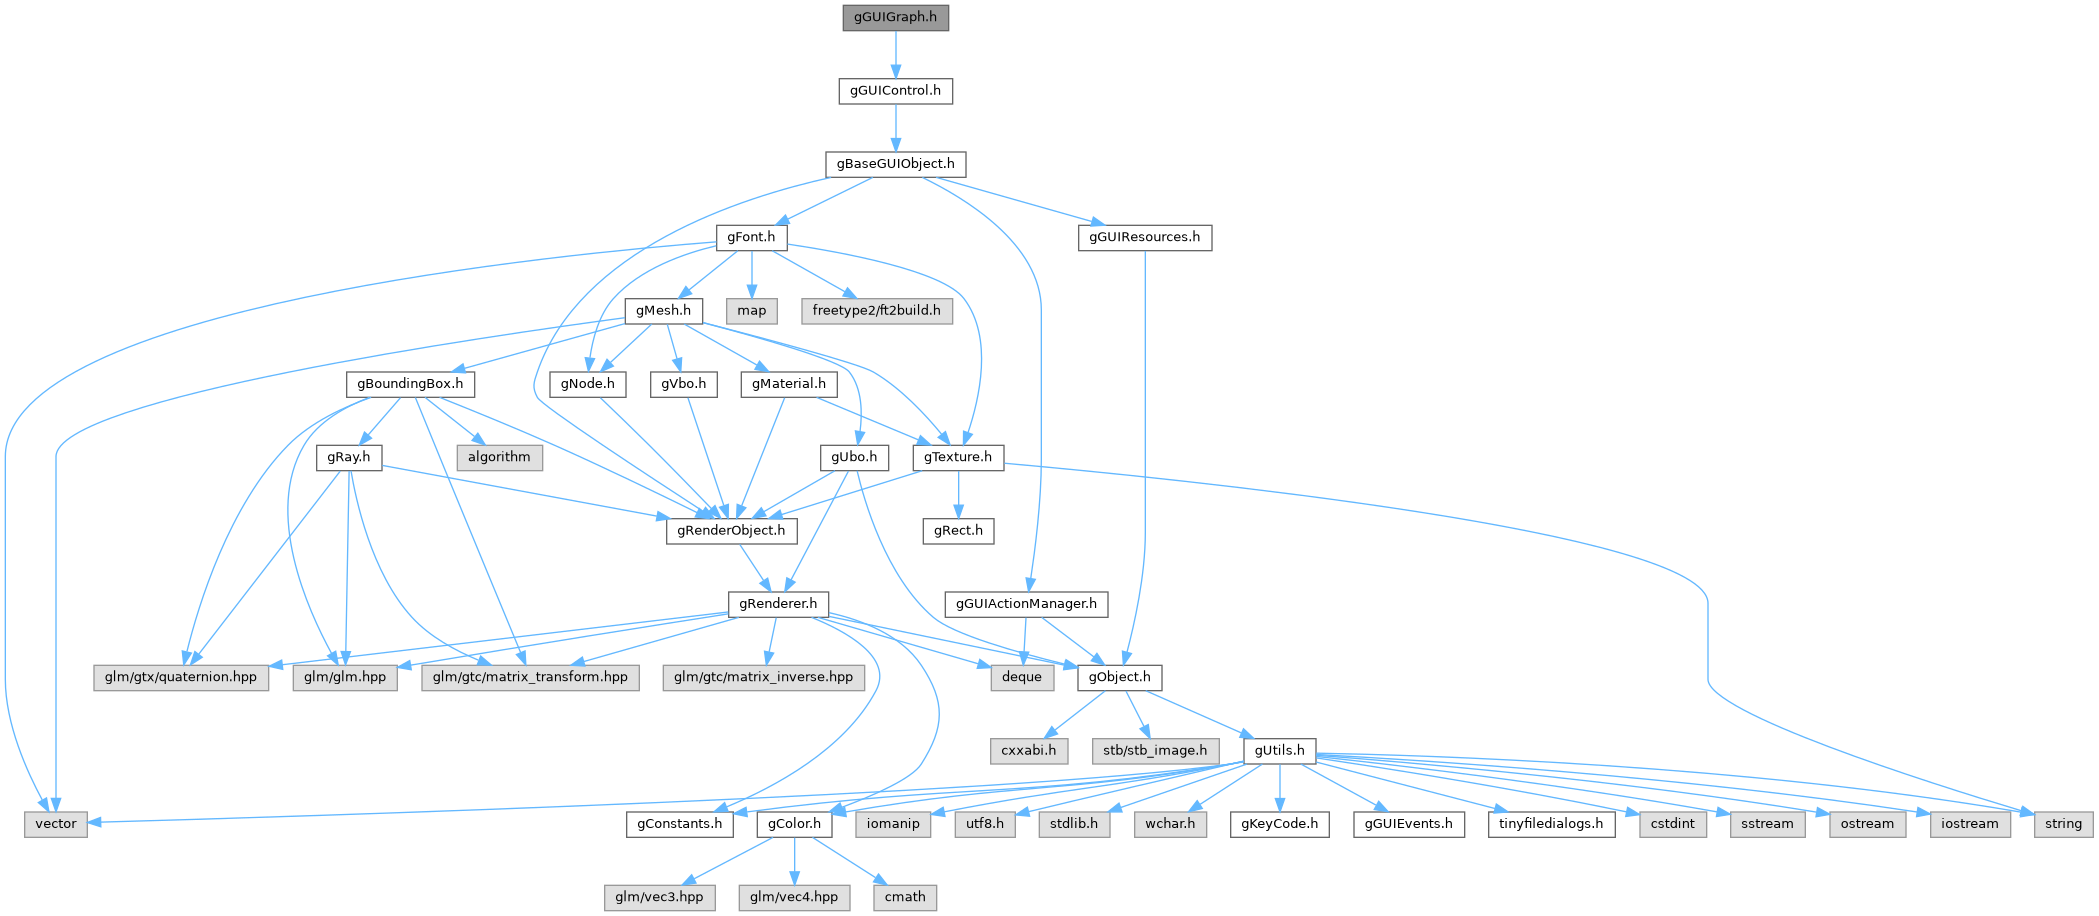 gGUIGraph.h
gGUIControl.h
gBaseGUIObject.h
gFont.h
gGUIResources.h
gMesh.h
map
freetype2/ft2build.h
gBoundingBox.h
gNode.h
gVbo.h
gMaterial.h
gRay.h
algorithm
gUbo.h
gTexture.h
gRenderObject.h
gRect.h
gRenderer.h
gGUIActionManager.h
glm/gtx/quaternion.hpp
glm/glm.hpp
glm/gtc/matrix_transform.hpp
glm/gtc/matrix_inverse.hpp
deque
gObject.h
cxxabi.h
stb/stb_image.h
gUtils.h
vector
gConstants.h
gColor.h
iomanip
utf8.h
stdlib.h
wchar.h
gKeyCode.h
gGUIEvents.h
tinyfiledialogs.h
cstdint
sstream
ostream
iostream
string
glm/vec3.hpp
glm/vec4.hpp
cmath